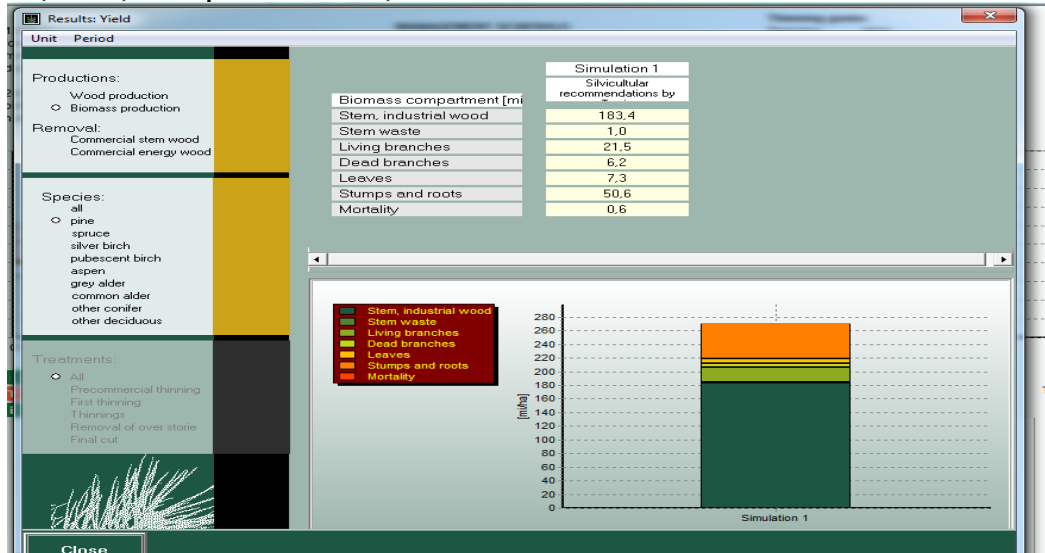 Results: Yield
Unit Period
Productions:
Wood production
Biomass production
Removal:
Commercial stem wood
Commercial energy wood
Species:
all
pine
spruce
silver birch
pubescent birch
aspen
grey alder
common alder
other conifer
other deciduous
Treatments:
All
Precommercial thinning
First thinning
Thinnings
Removal of over storie
Final cut
Close
Simulation 1
Silvicultular
recommendations by
Biomass compartment [mi
Stem, industrial wood 183,4
Stem waste 1,0
Living branches 21,5
Dead branches 6,2
Leaves 7,3
Stumps and roots 50,6
Mortality 0,6
Stem, industrial wood
Stem waste
Living branches
Dead branches
Leaves
Stumps and roots
Mortality
[mi/ha]
280
260
240
220
200
180
160
140
120
100
80
60
40
20
0
Simulation 1